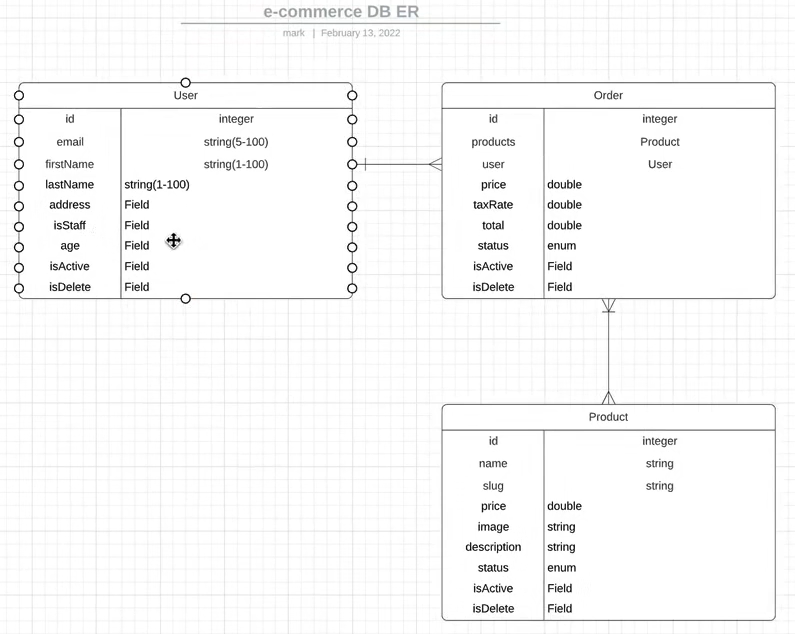 e-commerce DB ER
mark | February 13, 2022
User
id integer
email string(5-100)
firstName string(1-100)
lastName string(1-100)
address Field
isStaff Field
age Field
isActive Field
isDelete Field
Order
id integer
products Product
user User
price double
taxRate double
total double
status enum
isActive Field
isDelete Field
Product
id integer
name string
slug string
price double
image string
description string
status enum
isActive Field
isDelete Field